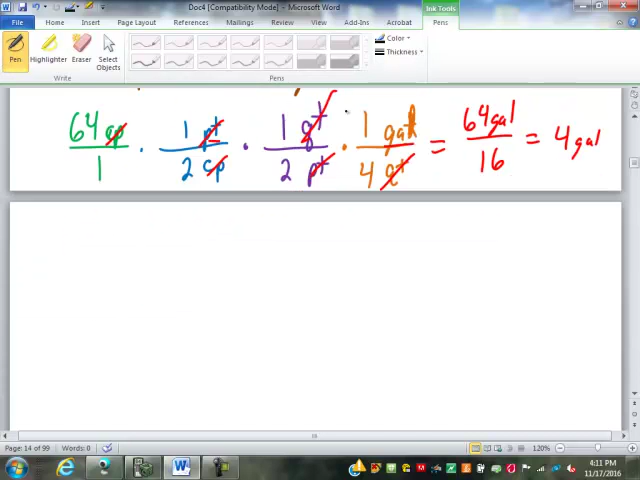 Doc4 [Compatibility Mode] - Word
Ink Tools
File Home Insert Page Layout References Mailings Review View Add-Ins Acrobat Pens
Pen Highlighter Eraser Select Objects
Color
Thickness
Write Pens
64 cp / 1 · 1 pt / 2 cp · 1 qt / 2 pt · 1 gal / 4 qt = 64 gal / 16 = 4 gal
Page: 14 of 99 Words: 0 120%
4:11 PM
11/17/2016